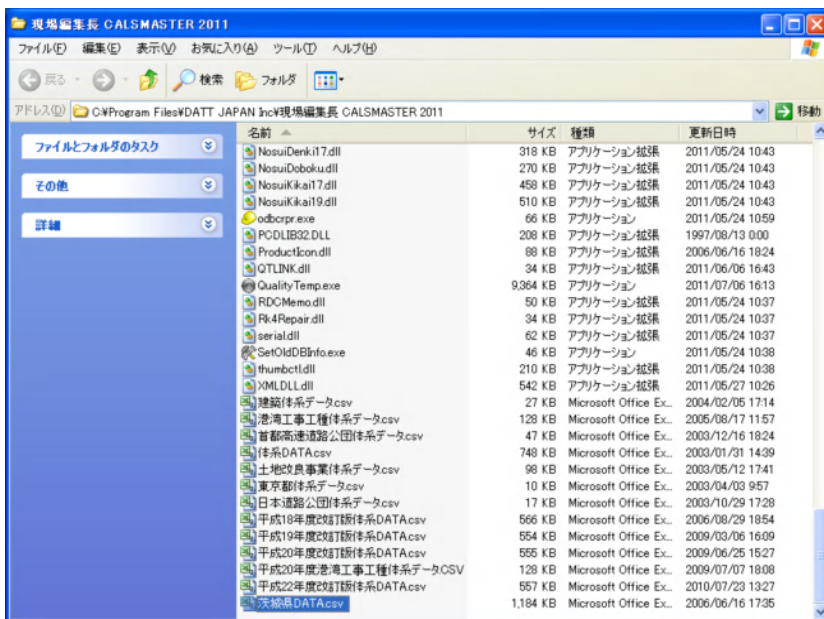 現場編集長 CALSMASTER 2011
ファイル(F) 編集(E) 表示(V) お気に入り(A) ツール(T) ヘルプ(H)
戻る 検索 フォルダ
アドレス(D) C:¥Program Files¥DATT JAPAN Inc¥現場編集長 CALSMASTER 2011 移動
ファイルとフォルダのタスク
その他
詳細
名前 サイズ 種類 更新日時
NosuiDenki17.dll 318 KB アプリケーション拡張 2011/05/24 10:43
NosuiDoboku.dll 270 KB アプリケーション拡張 2011/05/24 10:43
NosuiKikai17.dll 458 KB アプリケーション拡張 2011/05/24 10:43
NosuiKikai19.dll 510 KB アプリケーション拡張 2011/05/24 10:43
odbcrpr.exe 66 KB アプリケーション 2011/05/24 10:59
PCDLIB32.DLL 208 KB アプリケーション拡張 1997/08/13 0:00
ProductIcon.dll 88 KB アプリケーション拡張 2006/06/16 18:24
QTLINK.dll 34 KB アプリケーション拡張 2011/06/06 16:43
QualityTemp.exe 9,364 KB アプリケーション 2011/07/06 16:13
RDCMemo.dll 50 KB アプリケーション拡張 2011/05/24 10:37
Rk4Repair.dll 34 KB アプリケーション拡張 2011/05/24 10:37
serial.dll 62 KB アプリケーション拡張 2011/05/24 10:37
SetOldDBInfo.exe 46 KB アプリケーション 2011/05/24 10:38
thumbctl.dll 210 KB アプリケーション拡張 2011/05/24 10:38
XMLDLL.dll 542 KB アプリケーション拡張 2011/05/27 10:26
建築体系データ.csv 27 KB Microsoft Office Ex... 2004/02/05 17:14
港湾工事工種体系データ.csv 128 KB Microsoft Office Ex... 2005/08/17 11:57
首都高速道路公団体系データ.csv 47 KB Microsoft Office Ex... 2003/12/16 18:24
体系DATA.csv 748 KB Microsoft Office Ex... 2003/01/31 14:39
土地改良事業体系データ.csv 98 KB Microsoft Office Ex... 2003/05/12 17:41
東京都体系データ.csv 10 KB Microsoft Office Ex... 2003/04/03 9:57
日本道路公団体系データ.csv 17 KB Microsoft Office Ex... 2003/10/29 17:28
平成18年度改訂版体系DATA.csv 566 KB Microsoft Office Ex... 2006/08/29 18:54
平成19年度改訂版体系DATA.csv 554 KB Microsoft Office Ex... 2009/03/06 16:09
平成20年度改訂版体系DATA.csv 555 KB Microsoft Office Ex... 2009/06/25 15:27
平成20年度港湾工事工種体系データ.CSV 128 KB Microsoft Office Ex... 2009/07/07 18:08
平成22年度改訂版体系DATA.csv 557 KB Microsoft Office Ex... 2010/07/23 13:27
茨城県DATA.csv 1,184 KB Microsoft Office Ex... 2006/06/16 17:35